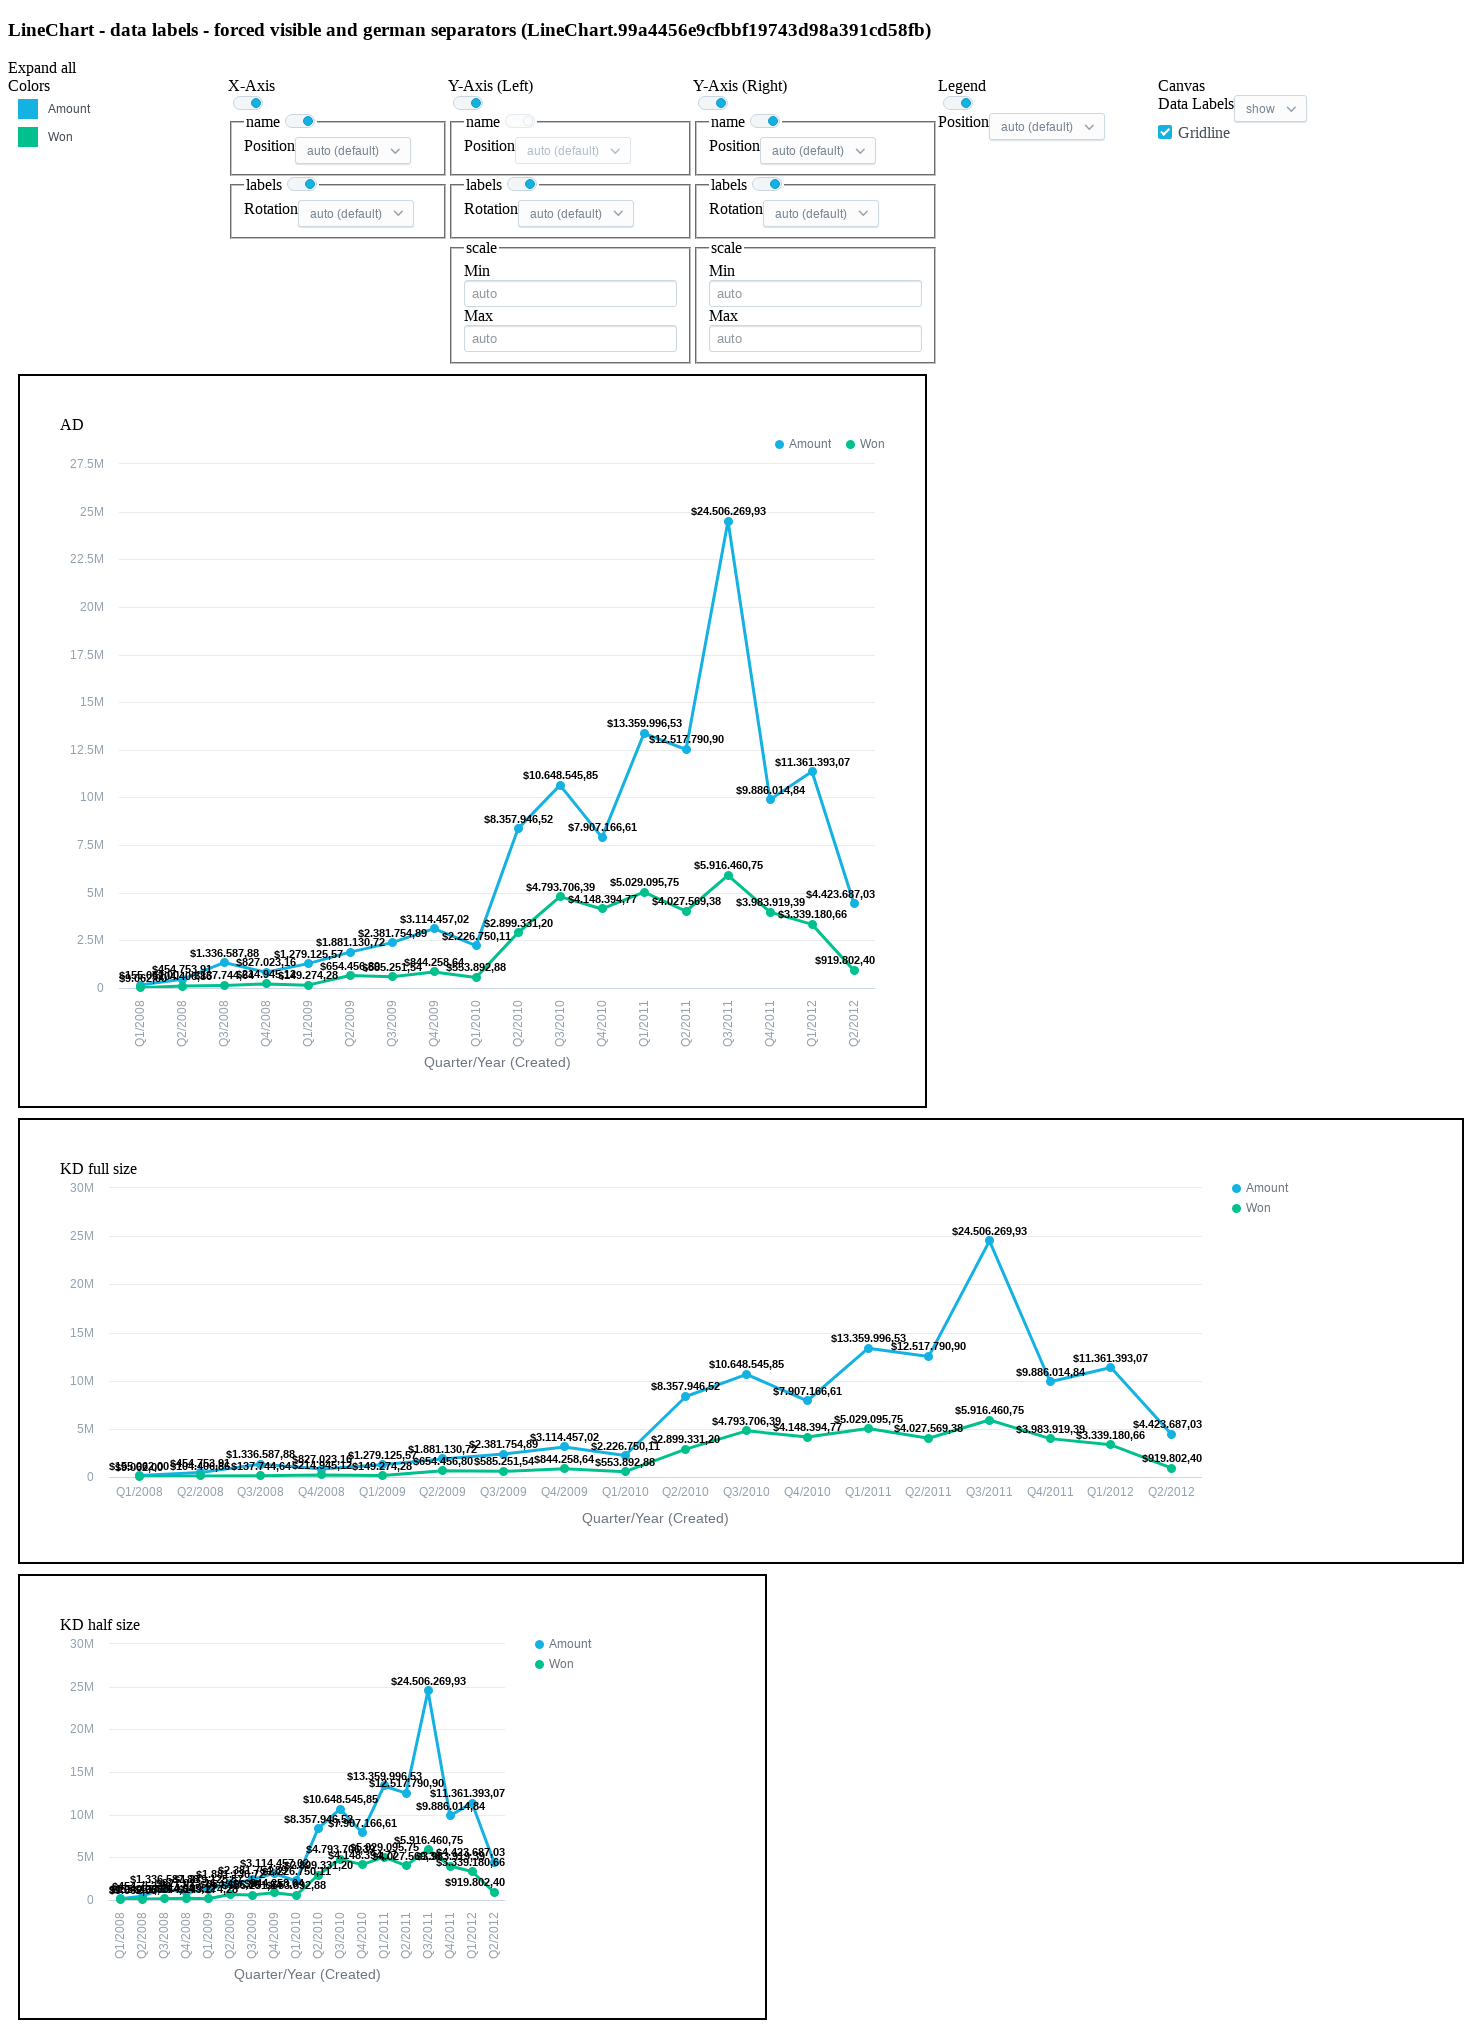 LineChart - data labels - forced visible and german separators (LineChart.99a4456e9cfbbf19743d98a391cd58fb)
Expand all
Colors
Amount
Won
X-Axis
name
Position auto (default)
labels
Rotation auto (default)
Y-Axis (Left)
name
Position auto (default)
labels
Rotation auto (default)
scale
Min
auto
Max
auto
Y-Axis (Right)
name
Position auto (default)
labels
Rotation auto (default)
scale
Min
auto
Max
auto
Legend
Position auto (default)
Canvas
Data Labels show
Gridline
AD
Amount Won
27.5M
25M
22.5M
20M
17.5M
15M
12.5M
10M
7.5M
5M
2.5M
0
$24.506.269,93
$13.359.996,53
$12.517.790,90
$11.361.393,07
$10.648.545,85
$9.886.014,84
$8.357.946,52
$7.907.166,61
$5.916.460,75
$5.029.095,75
$4.793.706,39
$4.423.687,03
$4.148.394,77
$4.027.569,38
$3.983.919,39
$3.339.180,66
$3.114.457,02
$2.899.331,20
$2.381.754,89
$2.226.750,11
$1.881.130,72
$1.336.587,88
$1.279.125,57
$827.023,16
$844.258,64
$553.892,88
$919.802,40
$149.274,28
Q1/2008 Q2/2008 Q3/2008 Q4/2008 Q1/2009 Q2/2009 Q3/2009 Q4/2009 Q1/2010 Q2/2010 Q3/2010 Q4/2010 Q1/2011 Q2/2011 Q3/2011 Q4/2011 Q1/2012 Q2/2012
Quarter/Year (Created)
KD full size
Amount
Won
30M
25M
20M
15M
10M
5M
0
$24.506.269,93
$13.359.996,53
$12.517.790,90
$11.361.393,07
$10.648.545,85
$9.886.014,84
$8.357.946,52
$7.907.166,61
$5.916.460,75
$5.029.095,75
$4.793.706,39
$4.423.687,03
$4.148.394,77
$4.027.569,38
$3.983.919,39
$3.339.180,66
$3.114.457,02
$2.899.331,20
$2.381.754,89
$2.226.750,11
$1.881.130,72
$1.336.587,88
$1.279.125,57
$827.023,16
$454.753,91
$137.744,64
$214.945,12
$149.274,28
$654.456,80
$585.251,54
$844.258,64
$553.892,88
$919.802,40
Q1/2008 Q2/2008 Q3/2008 Q4/2008 Q1/2009 Q2/2009 Q3/2009 Q4/2009 Q1/2010 Q2/2010 Q3/2010 Q4/2010 Q1/2011 Q2/2011 Q3/2011 Q4/2011 Q1/2012 Q2/2012
Quarter/Year (Created)
KD half size
Amount
Won
30M
25M
20M
15M
10M
5M
0
$24.506.269,93
$13.359.996,53
$12.517.790,90
$11.361.393,07
$10.648.545,85
$9.886.014,84
$8.357.946,52
$7.907.166,61
$5.916.460,75
$4.423.687,03
$3.339.180,66
$919.802,40
Q1/2008 Q2/2008 Q3/2008 Q4/2008 Q1/2009 Q2/2009 Q3/2009 Q4/2009 Q1/2010 Q2/2010 Q3/2010 Q4/2010 Q1/2011 Q2/2011 Q3/2011 Q4/2011 Q1/2012 Q2/2012
Quarter/Year (Created)